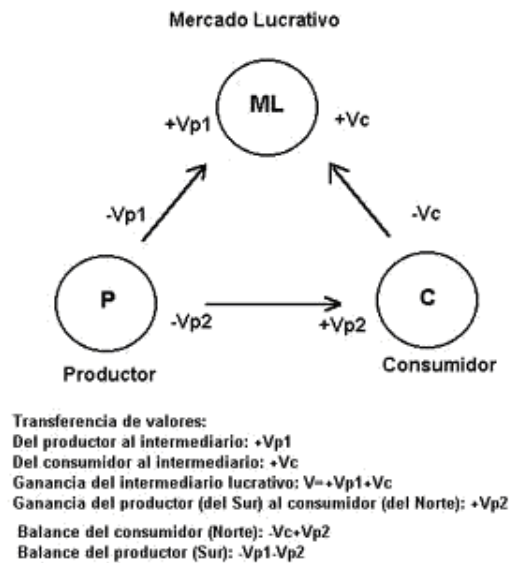 Mercado Lucrativo
ML
+Vp1
+Vc
-Vp1
-Vc
P
C
-Vp2
+Vp2
Productor
Consumidor
Transferencia de valores:
Del productor al intermediario: +Vp1
Del consumidor al intermediario: +Vc
Ganancia del intermediario lucrativo: V=+Vp1+Vc
Ganancia del productor (del Sur) al consumidor (del Norte): +Vp2
Balance del consumidor (Norte): -Vc+Vp2
Balance del productor (Sur): -Vp1-Vp2